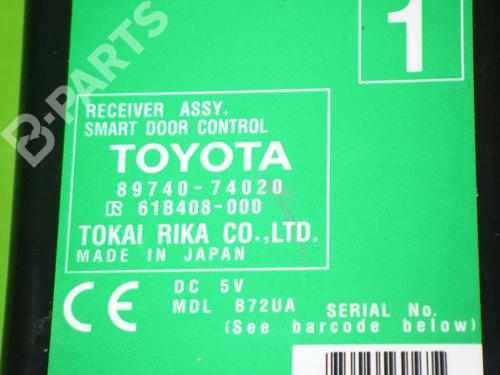 1
B-PARTS
RECEIVER ASSY,
SMART DOOR CONTROL
TOYOTA
89740-74020
61B408-000
TOKAI RIKA CO.,LTD.
MADE IN JAPAN
CE
DC 5V
MDL B72UA SERIAL No.
(See barcode below)